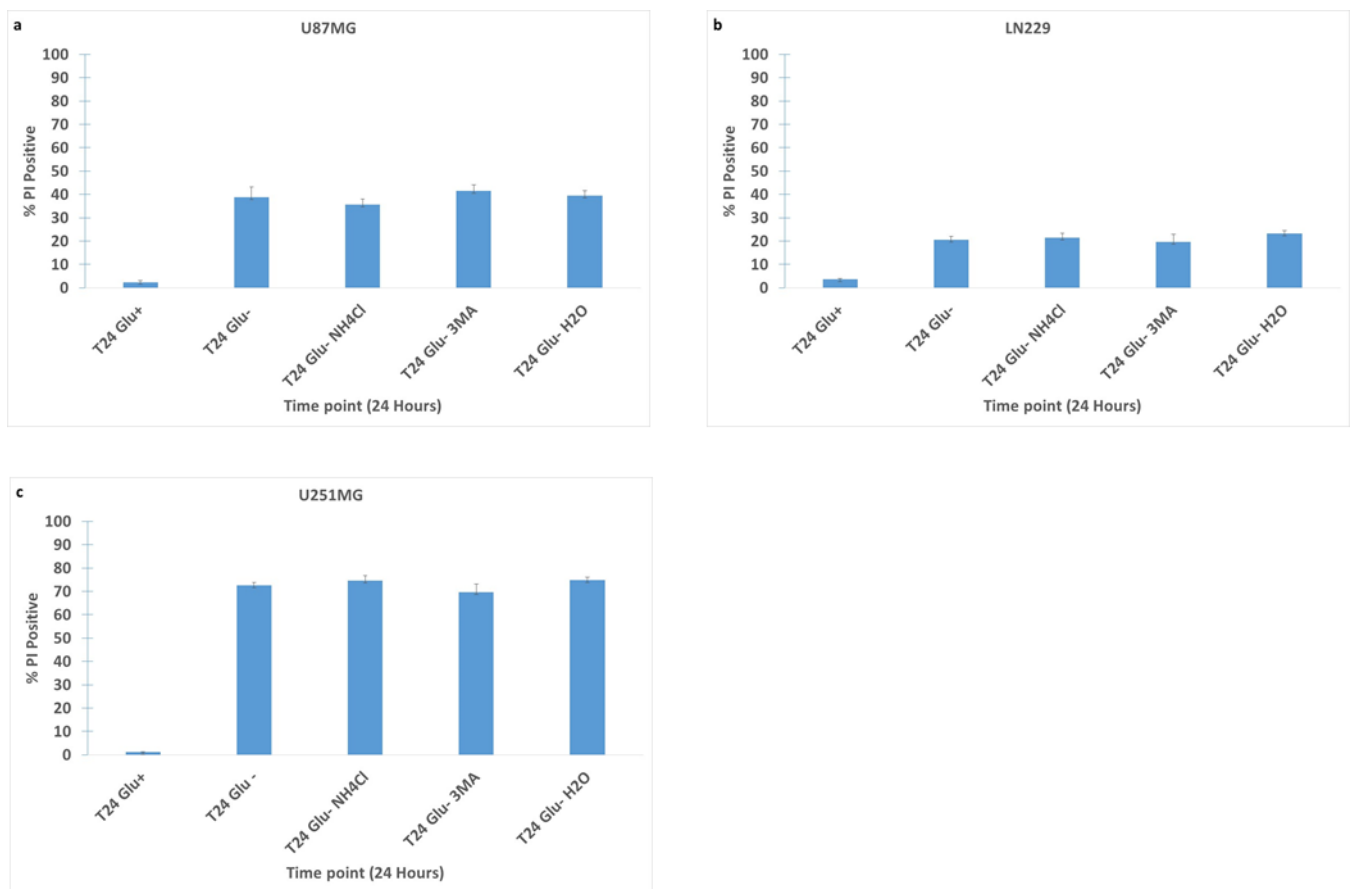 a
U87MG
100
90
80
70
60
50
40
30
20
10
0
% PI Positive
T24 Glu+
T24 Glu-
T24 Glu- NH4Cl
T24 Glu- 3MA
T24 Glu- H2O
Time point (24 Hours)
b
LN229
100
90
80
70
60
50
40
30
20
10
0
% PI Positive
T24 Glu+
T24 Glu-
T24 Glu- NH4Cl
T24 Glu- 3MA
T24 Glu- H2O
Time point (24 Hours)
c
U251MG
100
90
80
70
60
50
40
30
20
10
0
% PI Positive
T24 Glu+
T24 Glu -
T24 Glu- NH4Cl
T24 Glu- 3MA
T24 Glu- H2O
Time point (24 Hours)